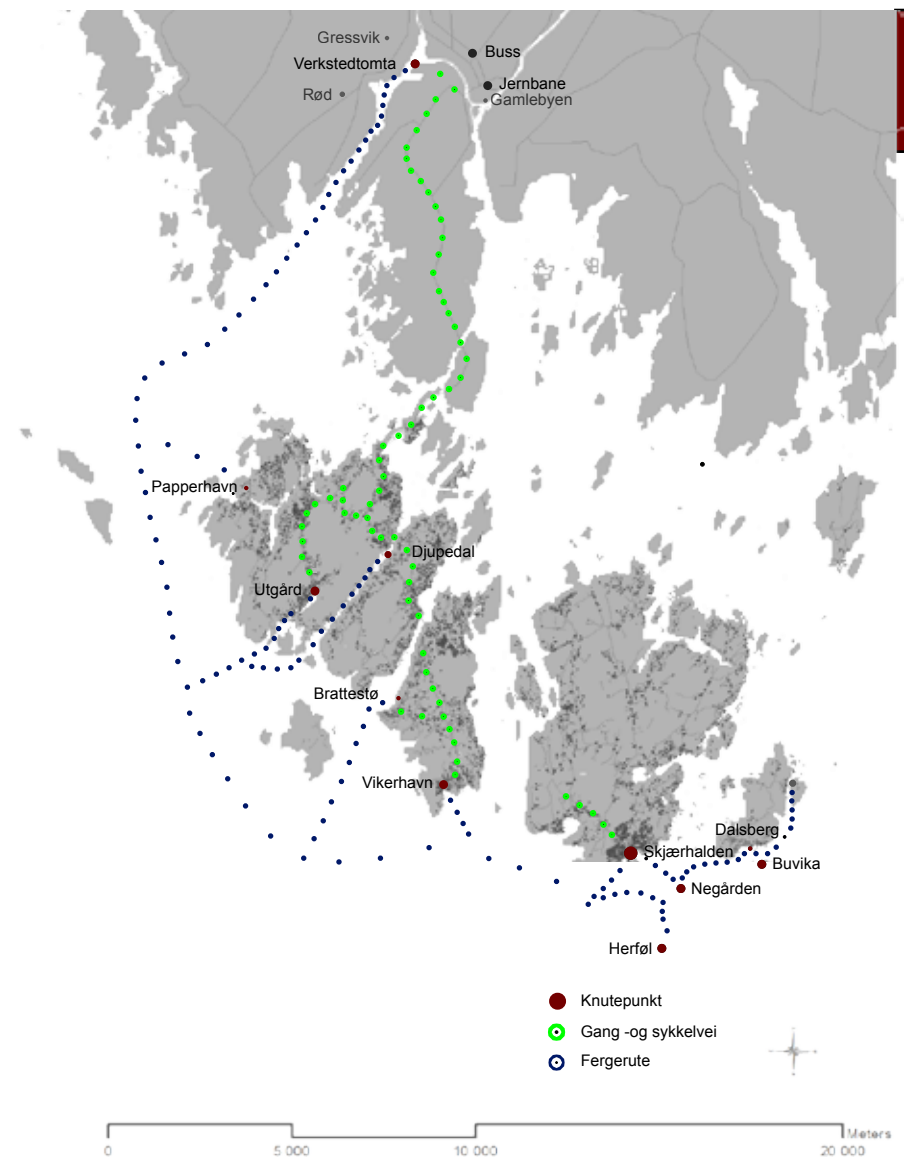 Gressvik
Buss
Verkstedtomta
Jernbane
Rød
Gamlebyen
Papperhavn
Djupedal
Utgård
Brattestø
Vikerhavn
Dalsberg
Skjærhalden
Buvika
Negården
Herføl
Knutepunkt
Gang -og sykkelvei
Fergerute
Meters
0 5 000 10 000 20 000